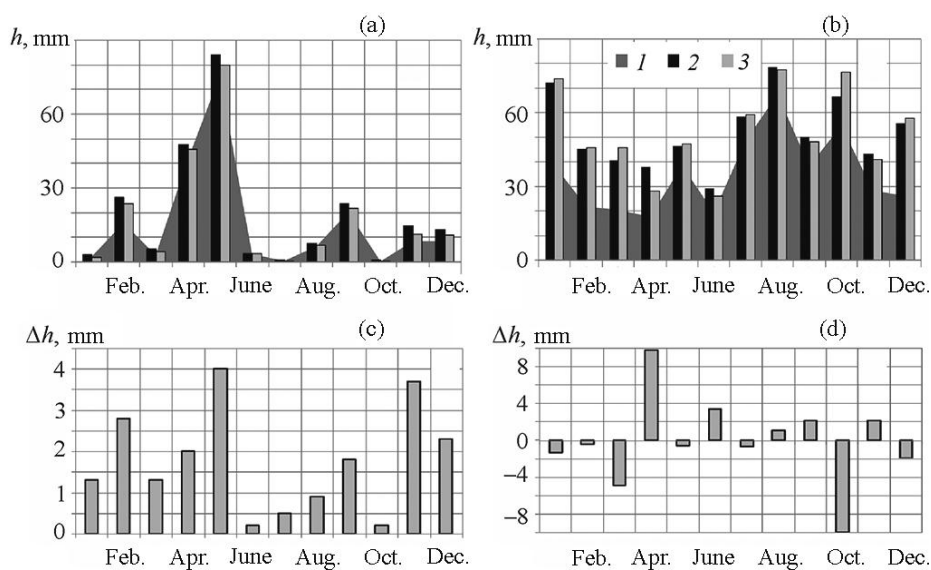 (a)
h, mm
60
30
0
Feb. Apr. June Aug. Oct. Dec.
(b)
h, mm
1 2 3
60
30
0
Feb. Apr. June Aug. Oct. Dec.
(c)
Δh, mm
4
3
2
1
0
Feb. Apr. June Aug. Oct. Dec.
(d)
Δh, mm
8
4
0
−4
−8
Feb. Apr. June Aug. Oct. Dec.